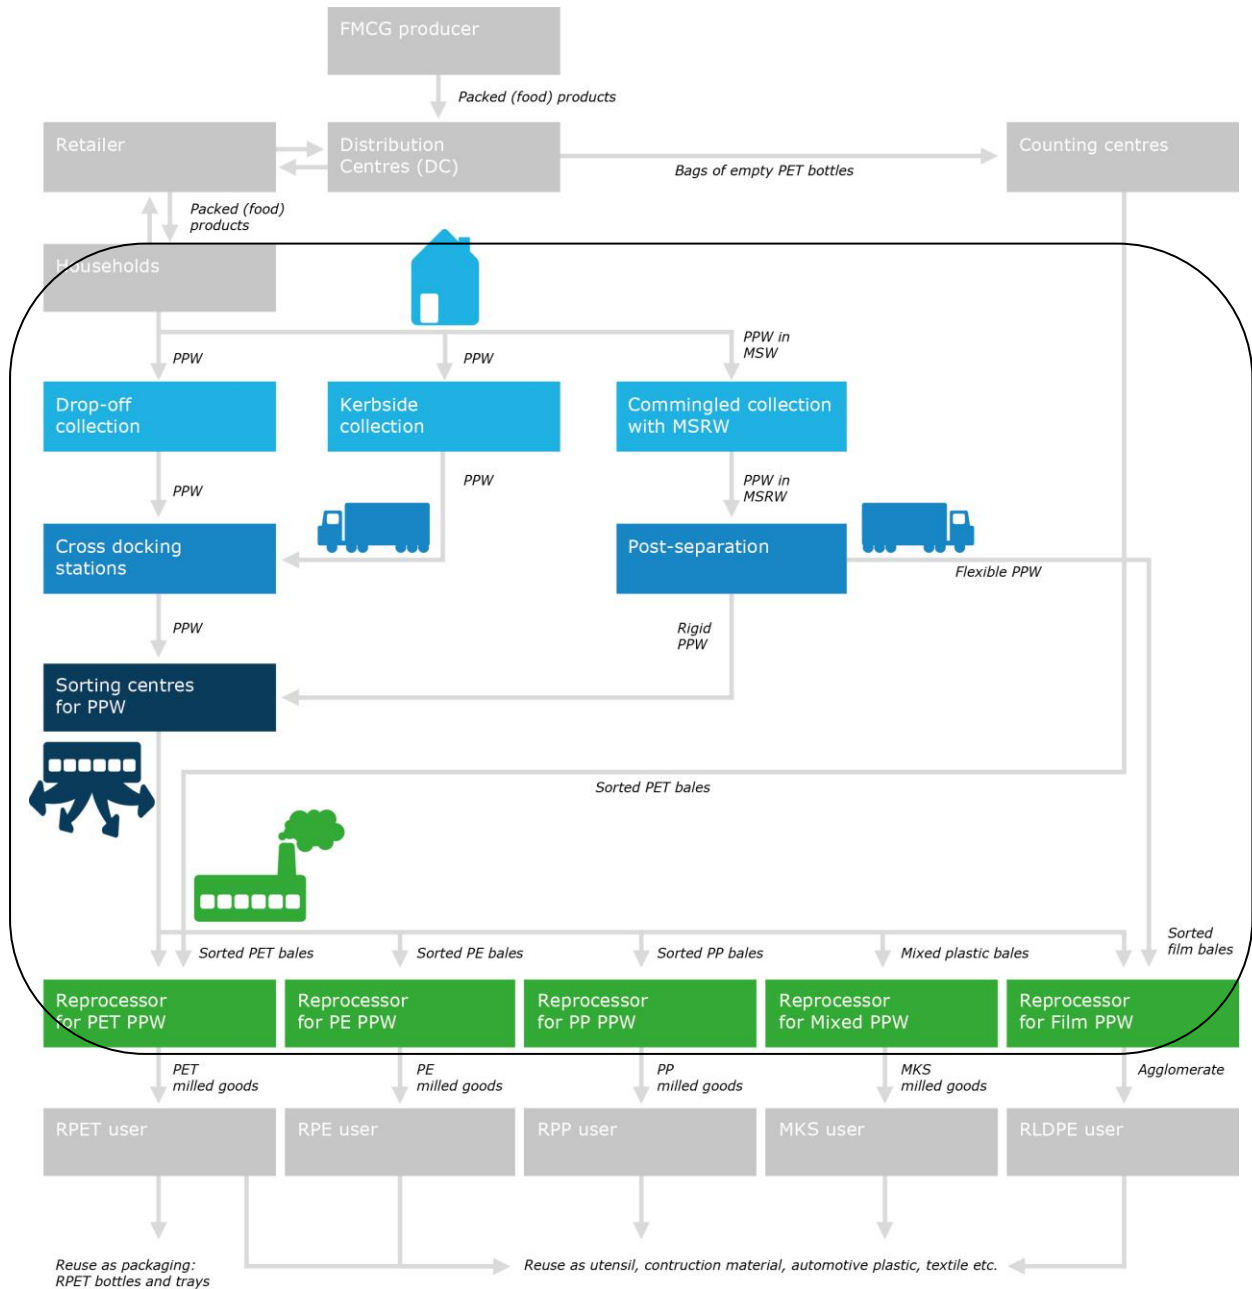 FMCG producer
Packed (food) products
Retailer
Distribution
Centres (DC)
Counting centres
Bags of empty PET bottles
Packed (food)
products
Households
PPW
PPW
PPW in
MSW
Drop-off
collection
Kerbside
collection
Commingled collection
with MSRW
PPW
PPW
PPW in
MSRW
Cross docking
stations
Post-separation
Flexible PPW
PPW
Rigid
PPW
Sorting centres
for PPW
Sorted PET bales
Sorted PET bales
Sorted PE bales
Sorted PP bales
Mixed plastic bales
Sorted
film bales
Reprocessor
for PET PPW
Reprocessor
for PE PPW
Reprocessor
for PP PPW
Reprocessor
for Mixed PPW
Reprocessor
for Film PPW
PET
milled goods
PE
milled goods
PP
milled goods
MKS
milled goods
Agglomerate
RPET user
RPE user
RPP user
MKS user
RLDPE user
Reuse as packaging:
RPET bottles and trays
Reuse as utensil, contruction material, automotive plastic, textile etc.